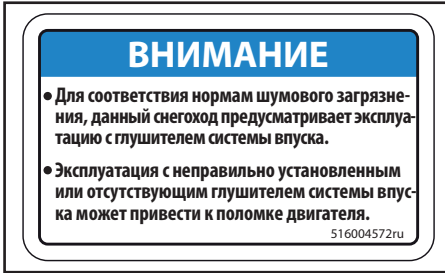 ВНИМАНИЕ
• Для соответствия нормам шумового загрязне-
ния, данный снегоход предусматривает эксплуа-
тацию с глушителем системы впуска.
• Эксплуатация с неправильно установленным
или отсутствующим глушителем системы впус-
ка может привести к поломке двигателя.
516004572ru